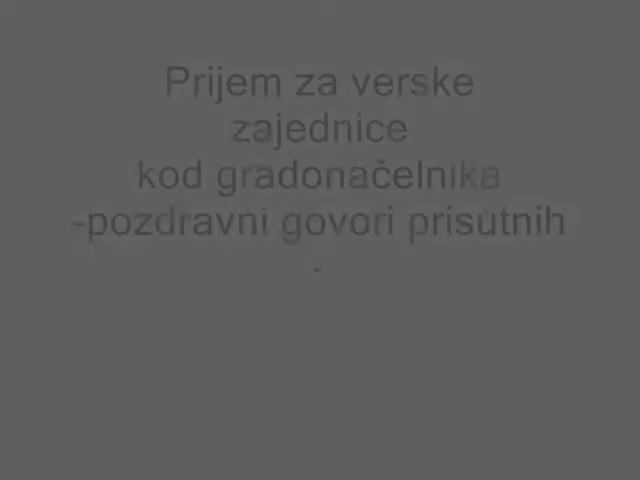 Prijem za verske
zajednice
kod gradonačelnika
-pozdravni govori prisutnih
-